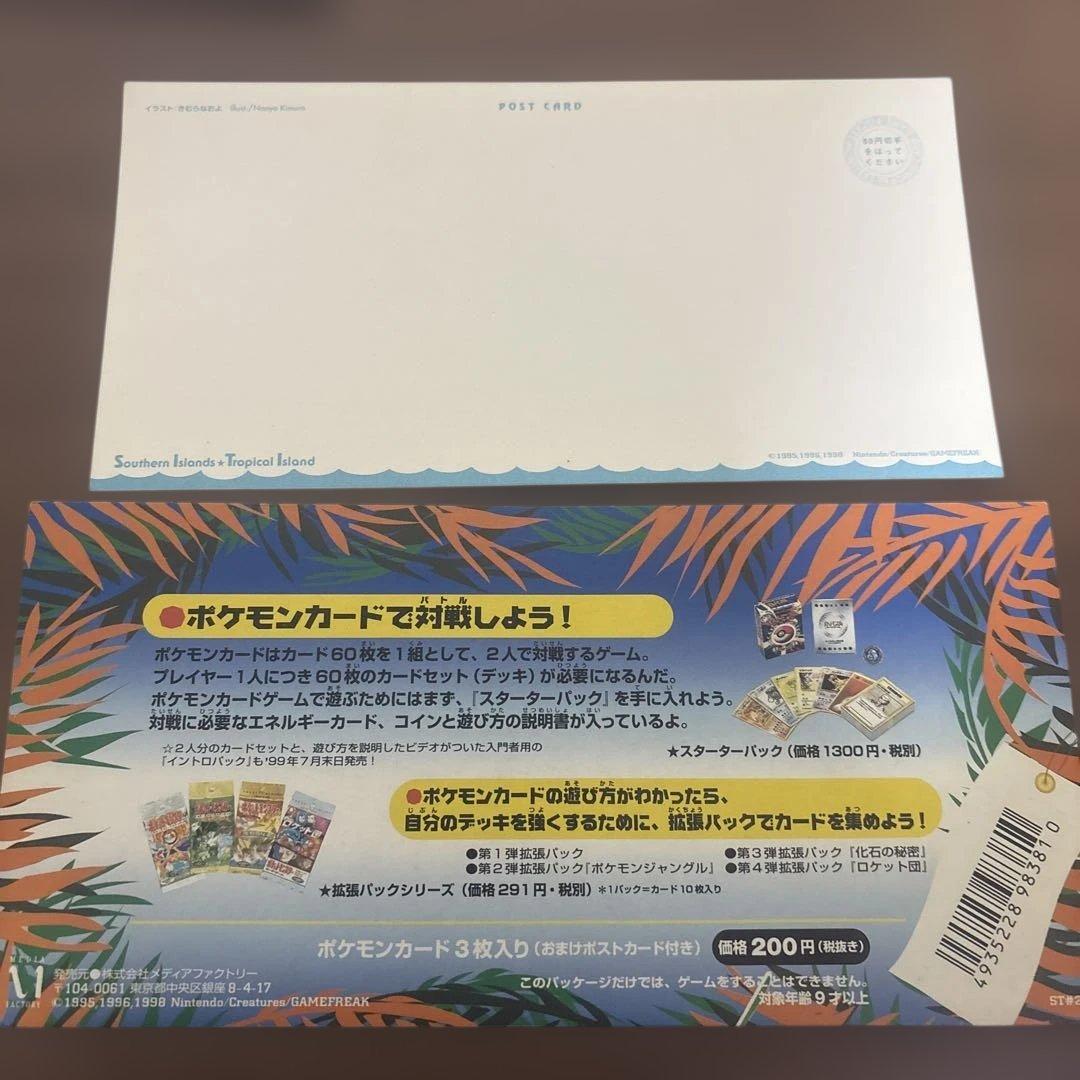 イラスト:きむらなおよ Illust./Naoyo Kimura
POST CARD
50円切手
をはって
ください
Southern Islands★Tropical Island
©1995,1996,1998 Nintendo/Creatures/GAMEFREAK
●ポケモンカードで対戦しよう!
バトル
ポケモンカードはカード60枚を1組として、2人で対戦するゲーム。
プレイヤー1人につき60枚のカードセット(デッキ)が必要になるんだ。
ポケモンカードゲームで遊ぶためにはまず、『スターターパック』を手に入れよう。
対戦に必要なエネルギーカード、コインと遊び方の説明書が入っているよ。
☆2人分のカードセットと、遊び方を説明したビデオがついた入門者用の
『イントロパック』も'99年7月末日発売!
★スターターパック(価格1300円・税別)
●ポケモンカードの遊び方がわかったら、
自分のデッキを強くするために、拡張パックでカードを集めよう!
●第1弾拡張パック
●第3弾拡張パック『化石の秘密』
●第2弾拡張パック『ポケモンジャングル』
●第4弾拡張パック『ロケット団』
★拡張パックシリーズ(価格291円・税別) *1パック=カード10枚入り
ポケモンカード3枚入り(おまけポストカード付き) 価格200円(税抜き)
このパッケージだけでは、ゲームをすることはできません。
対象年齢9才以上
MEDIA
FACTORY
発売元●株式会社メディアファクトリー
〒104-0061 東京都中央区銀座8-4-17
©1995,1996,1998 Nintendo/Creatures/GAMEFREAK
4935228983810
ST#2